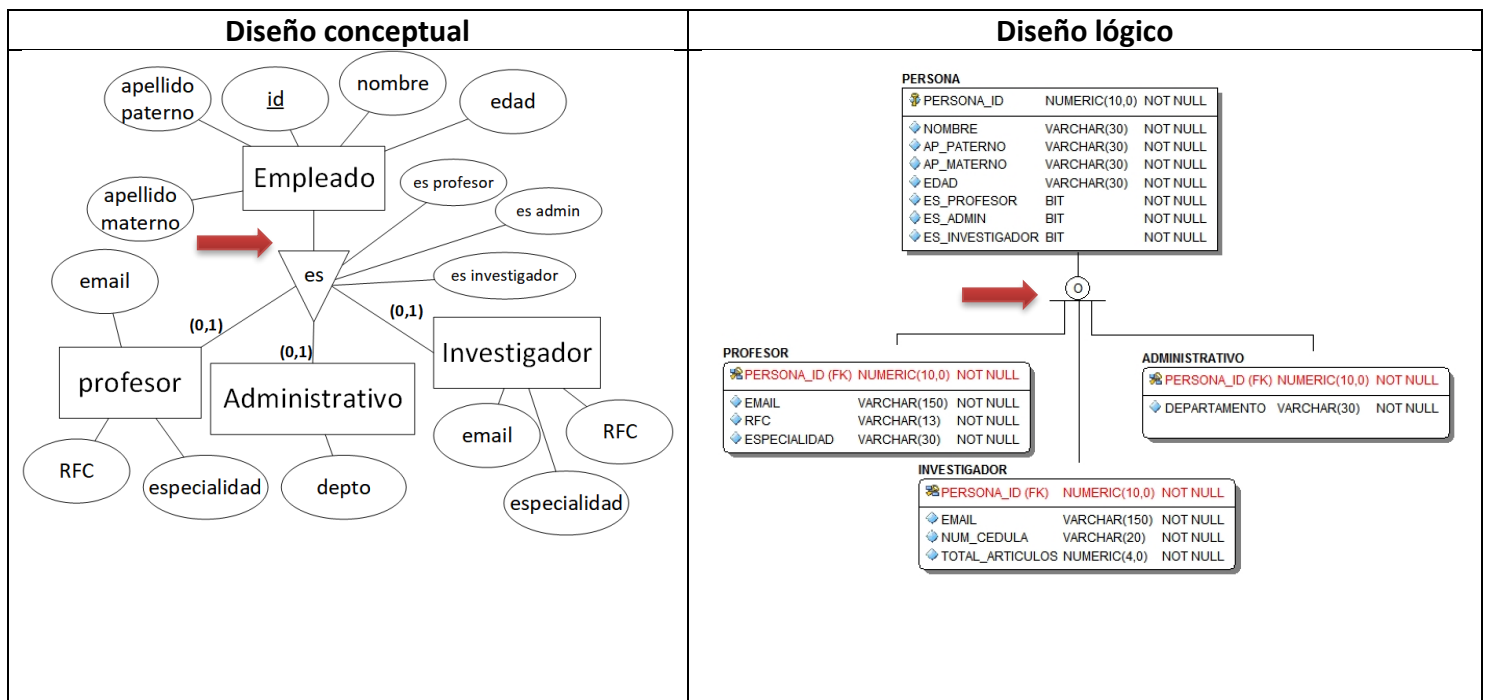 Diseño conceptual
apellido
paterno
id
nombre
edad
Empleado
es profesor
es admin
apellido
materno
es
es investigador
email
(0,1)
(0,1)
(0,1)
profesor
Administrativo
Investigador
RFC
especialidad
depto
email
RFC
especialidad
Diseño lógico
PERSONA
PERSONA_ID NUMERIC(10,0) NOT NULL
NOMBRE VARCHAR(30) NOT NULL
AP_PATERNO VARCHAR(30) NOT NULL
AP_MATERNO VARCHAR(30) NOT NULL
EDAD VARCHAR(30) NOT NULL
ES_PROFESOR BIT NOT NULL
ES_ADMIN BIT NOT NULL
ES_INVESTIGADOR BIT NOT NULL
O
PROFESOR
PERSONA_ID (FK) NUMERIC(10,0) NOT NULL
EMAIL VARCHAR(150) NOT NULL
RFC VARCHAR(13) NOT NULL
ESPECIALIDAD VARCHAR(30) NOT NULL
ADMINISTRATIVO
PERSONA_ID (FK) NUMERIC(10,0) NOT NULL
DEPARTAMENTO VARCHAR(30) NOT NULL
INVESTIGADOR
PERSONA_ID (FK) NUMERIC(10,0) NOT NULL
EMAIL VARCHAR(150) NOT NULL
NUM_CEDULA VARCHAR(20) NOT NULL
TOTAL_ARTICULOS NUMERIC(4,0) NOT NULL